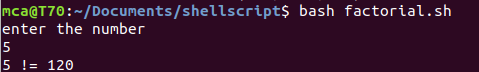 mca@T70:~/Documents/shellscript$ bash factorial.sh
enter the number
5
5 != 120